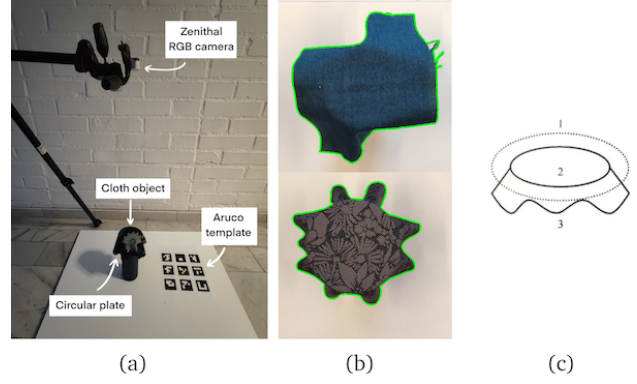 Zenithal
RGB camera
Cloth object
Aruco
template
Circular plate
1
2
3
(a)
(b)
(c)